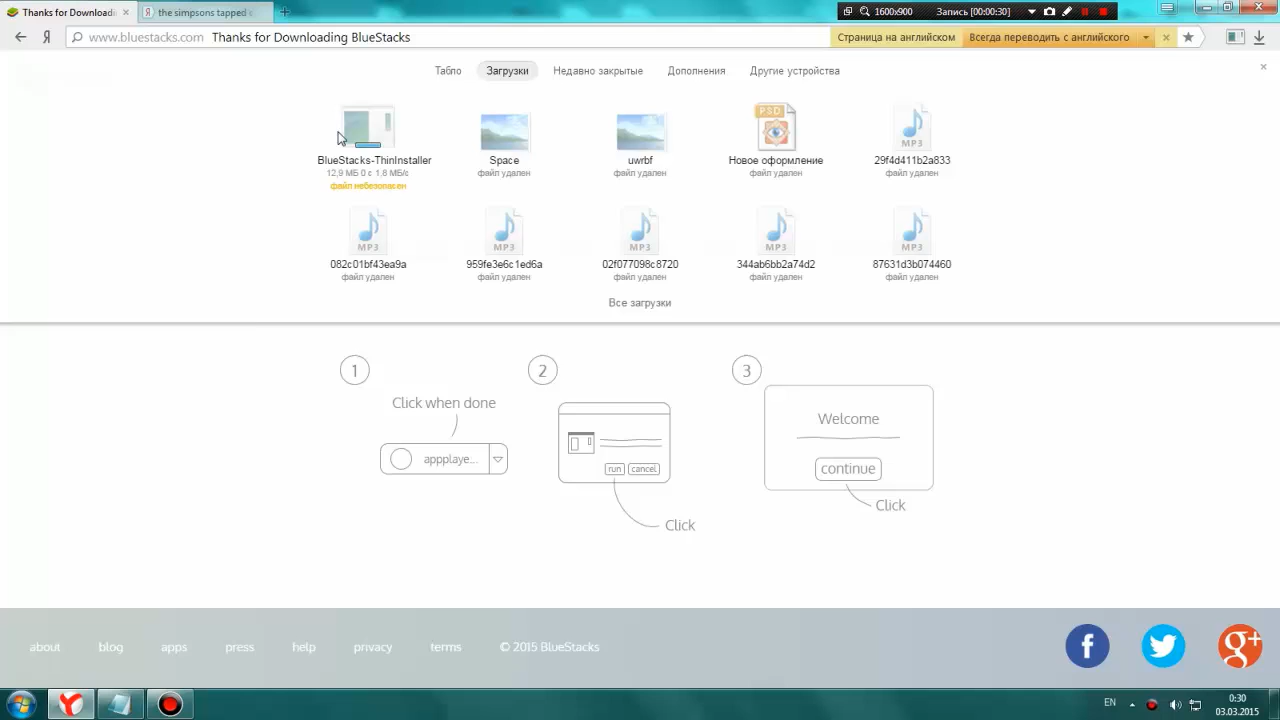 Thanks for Downloadi
the simpsons tapped
1600x900
Запись [00:00:30]
www.bluestacks.com Thanks for Downloading BlueStacks
Страница на английском
Всегда переводить с английского
Табло
Загрузки
Недавно закрытые
Дополнения
Другие устройства
BlueStacks-ThinInstaller
12,9 МБ 0 с 1,6 МБ/с
файл небезопасен
Space
файл удален
uwrbf
файл удален
PSD
Новое оформление
файл удален
MP3
29f4d411b2a833
файл удален
MP3
082c01bf43ea9a
файл удален
MP3
959fe3e6c1ed6a
файл удален
MP3
02f077098c8720
файл удален
MP3
344ab6bb2a74d2
файл удален
MP3
87631d3b074460
файл удален
Все загрузки
1
Click when done
appplaye...
2
run
cancel
Click
3
Welcome
continue
Click
about
blog
apps
press
help
privacy
terms
© 2015 BlueStacks
EN
0:30
03.03.2015